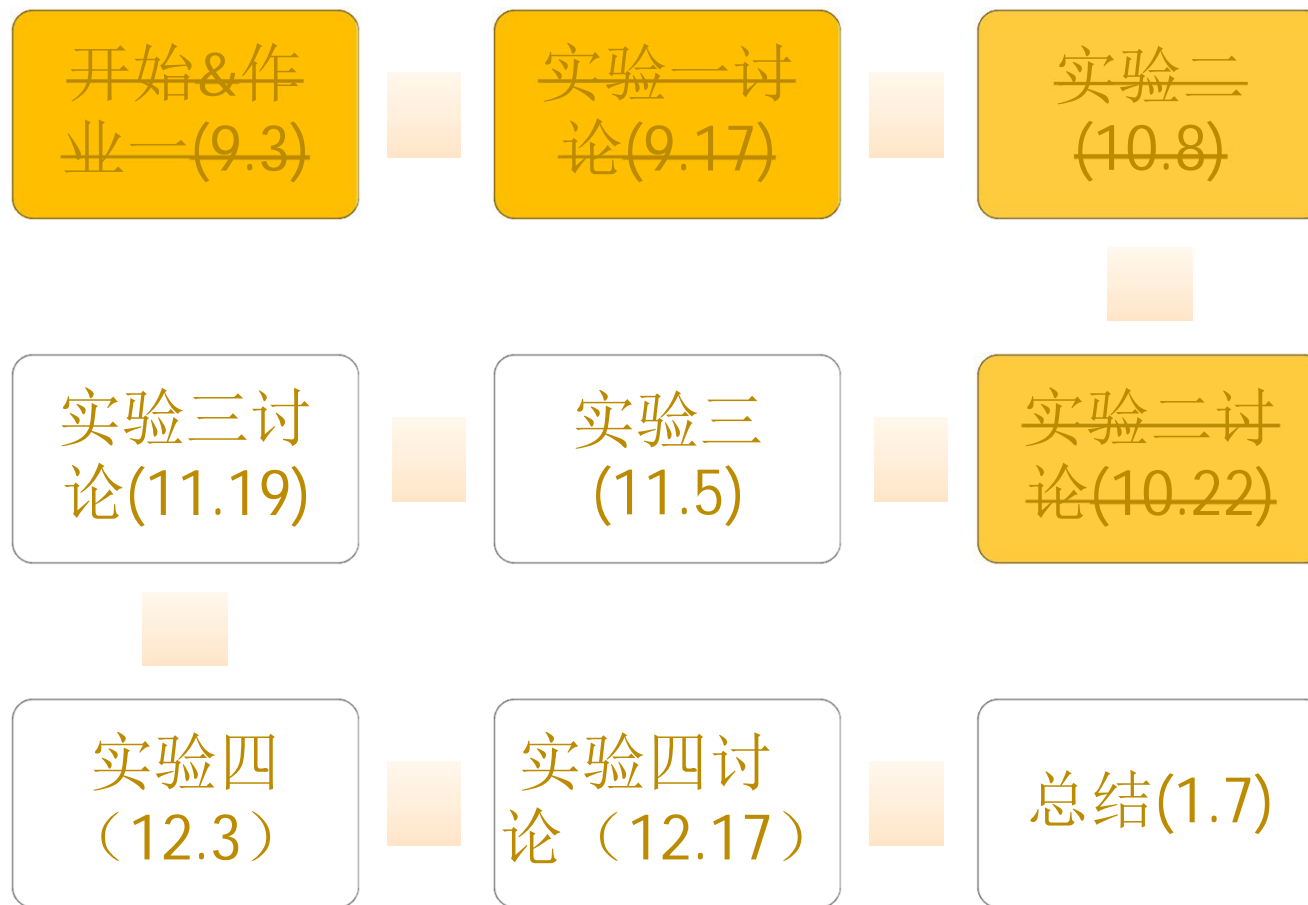 开始&作
业一(9.3)
实验一讨
论(9.17)
实验二
(10.8)
实验二讨
论(10.22)
实验三
(11.5)
实验三讨
论(11.19)
实验四
（12.3）
实验四讨
论（12.17）
总结(1.7)